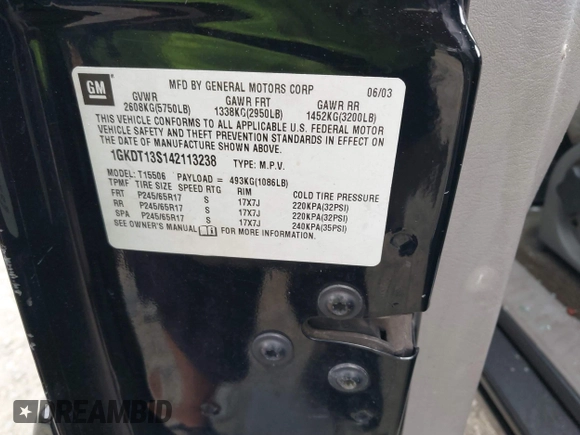 GM
MFD BY GENERAL MOTORS CORP 06/03
GVWR GAWR FRT GAWR RR
2608KG(5750LB) 1338KG(2950LB) 1452KG(3200LB)
THIS VEHICLE CONFORMS TO ALL APPLICABLE U.S. FEDERAL MOTOR
VEHICLE SAFETY AND THEFT PREVENTION STANDARDS IN EFFECT ON
THE DATE OF MANUFACTURE SHOWN ABOVE.
1GKDT13S142113238 TYPE: M.P.V.
MODEL: T15506 PAYLOAD = 493KG(1086LB)
TPMF TIRE SIZE SPEED RTG RIM COLD TIRE PRESSURE
FRT P245/65R17 S 17X7J 220KPA(32PSI)
RR P245/65R17 S 17X7J 220KPA(32PSI)
SPA P245/65R17 S 17X7J 240KPA(35PSI)
SEE OWNER'S MANUAL FOR MORE INFORMATION.
DREAMBID